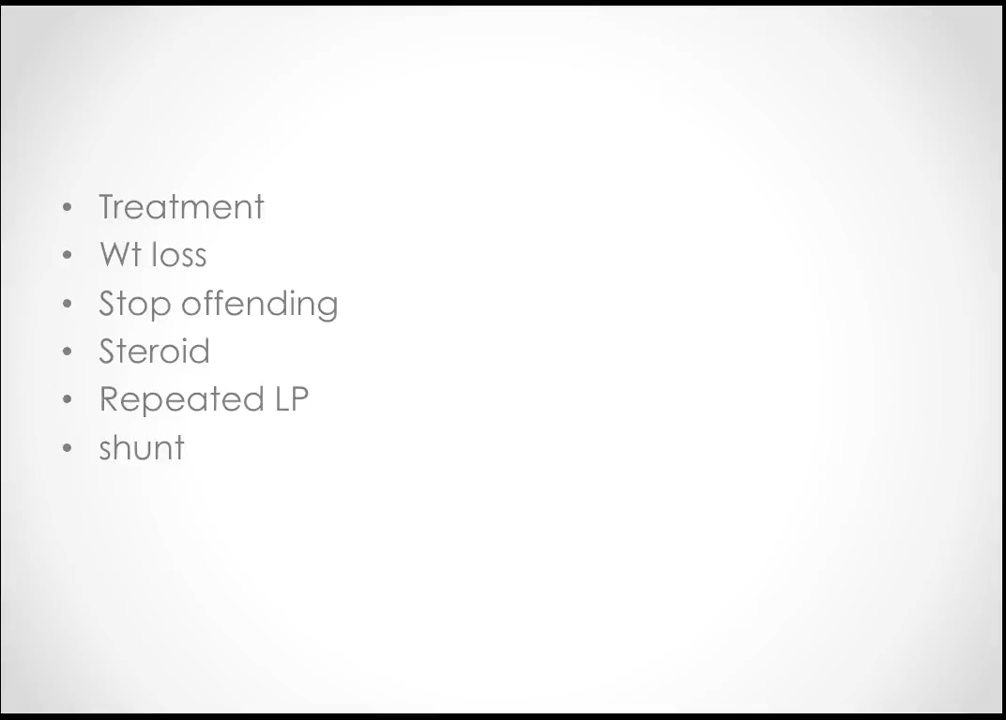 • Treatment
• Wt loss
• Stop offending
• Steroid
• Repeated LP
• shunt